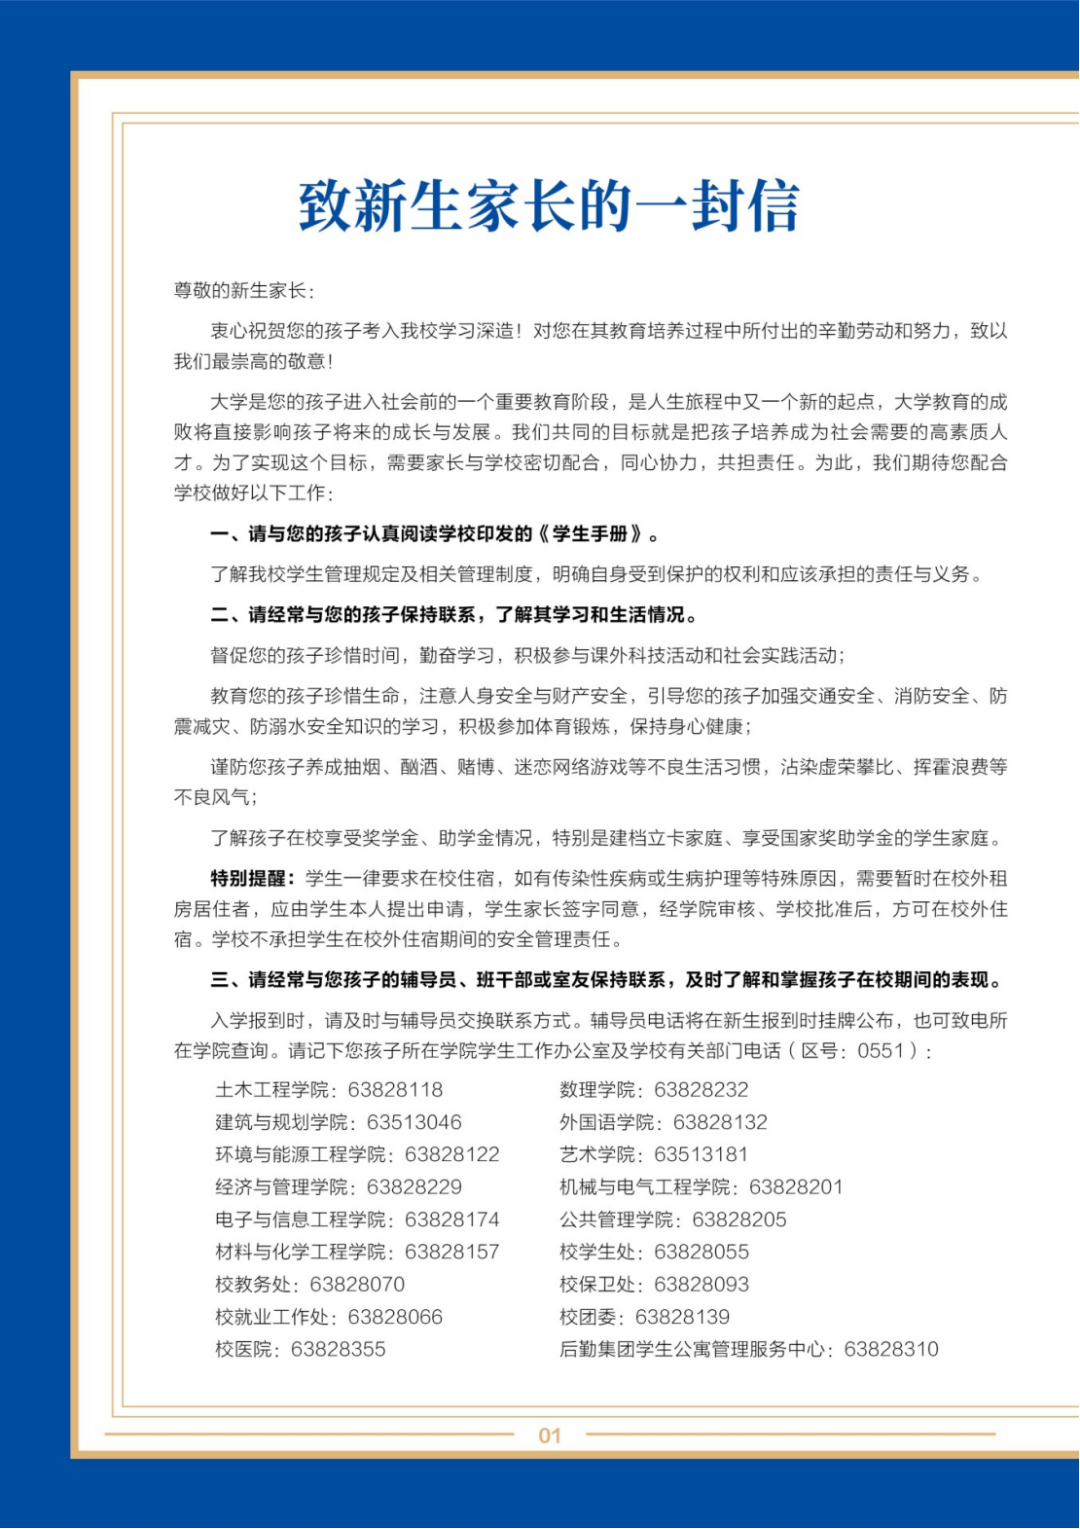 致新生家长的一封信
尊敬的新生家长：
衷心祝贺您的孩子考入我校学习深造！对您在其教育培养过程中所付出的辛勤劳动和努力，致以
我们最崇高的敬意！
大学是您的孩子进入社会前的一个重要教育阶段，是人生旅程中又一个新的起点，大学教育的成
败将直接影响孩子将来的成长与发展。我们共同的目标就是把孩子培养成为社会需要的高素质人
才。为了实现这个目标，需要家长与学校密切配合，同心协力，共担责任。为此，我们期待您配合
学校做好以下工作：
一、请与您的孩子认真阅读学校印发的《学生手册》。
了解我校学生管理规定及相关管理制度，明确自身受到保护的权利和应该承担的责任与义务。
二、请经常与您的孩子保持联系，了解其学习和生活情况。
督促您的孩子珍惜时间，勤奋学习，积极参与课外科技活动和社会实践活动；
教育您的孩子珍惜生命，注意人身安全与财产安全，引导您的孩子加强交通安全、消防安全、防
震减灾、防溺水安全知识的学习，积极参加体育锻炼，保持身心健康；
谨防您孩子养成抽烟、酗酒、赌博、迷恋网络游戏等不良生活习惯，沾染虚荣攀比、挥霍浪费等
不良风气；
了解孩子在校享受奖学金、助学金情况，特别是建档立卡家庭、享受国家奖助学金的学生家庭。
特别提醒：学生一律要求在校住宿，如有传染性疾病或生病护理等特殊原因，需要暂时在校外租
房居住者，应由学生本人提出申请，学生家长签字同意，经学院审核、学校批准后，方可在校外住
宿。学校不承担学生在校外住宿期间的安全管理责任。
三、请经常与您孩子的辅导员、班干部或室友保持联系，及时了解和掌握孩子在校期间的表现。
入学报到时，请及时与辅导员交换联系方式。辅导员电话将在新生报到时挂牌公布，也可致电所
在学院查询。请记下您孩子所在学院学生工作办公室及学校有关部门电话（区号：0551）：
土木工程学院：63828118 数理学院：63828232
建筑与规划学院：63513046 外国语学院：63828132
环境与能源工程学院：63828122 艺术学院：63513181
经济与管理学院：63828229 机械与电气工程学院：63828201
电子与信息工程学院：63828174 公共管理学院：63828205
材料与化学工程学院：63828157 校学生处：63828055
校教务处：63828070 校保卫处：63828093
校就业工作处：63828066 校团委：63828139
校医院：63828355 后勤集团学生公寓管理服务中心：63828310
01